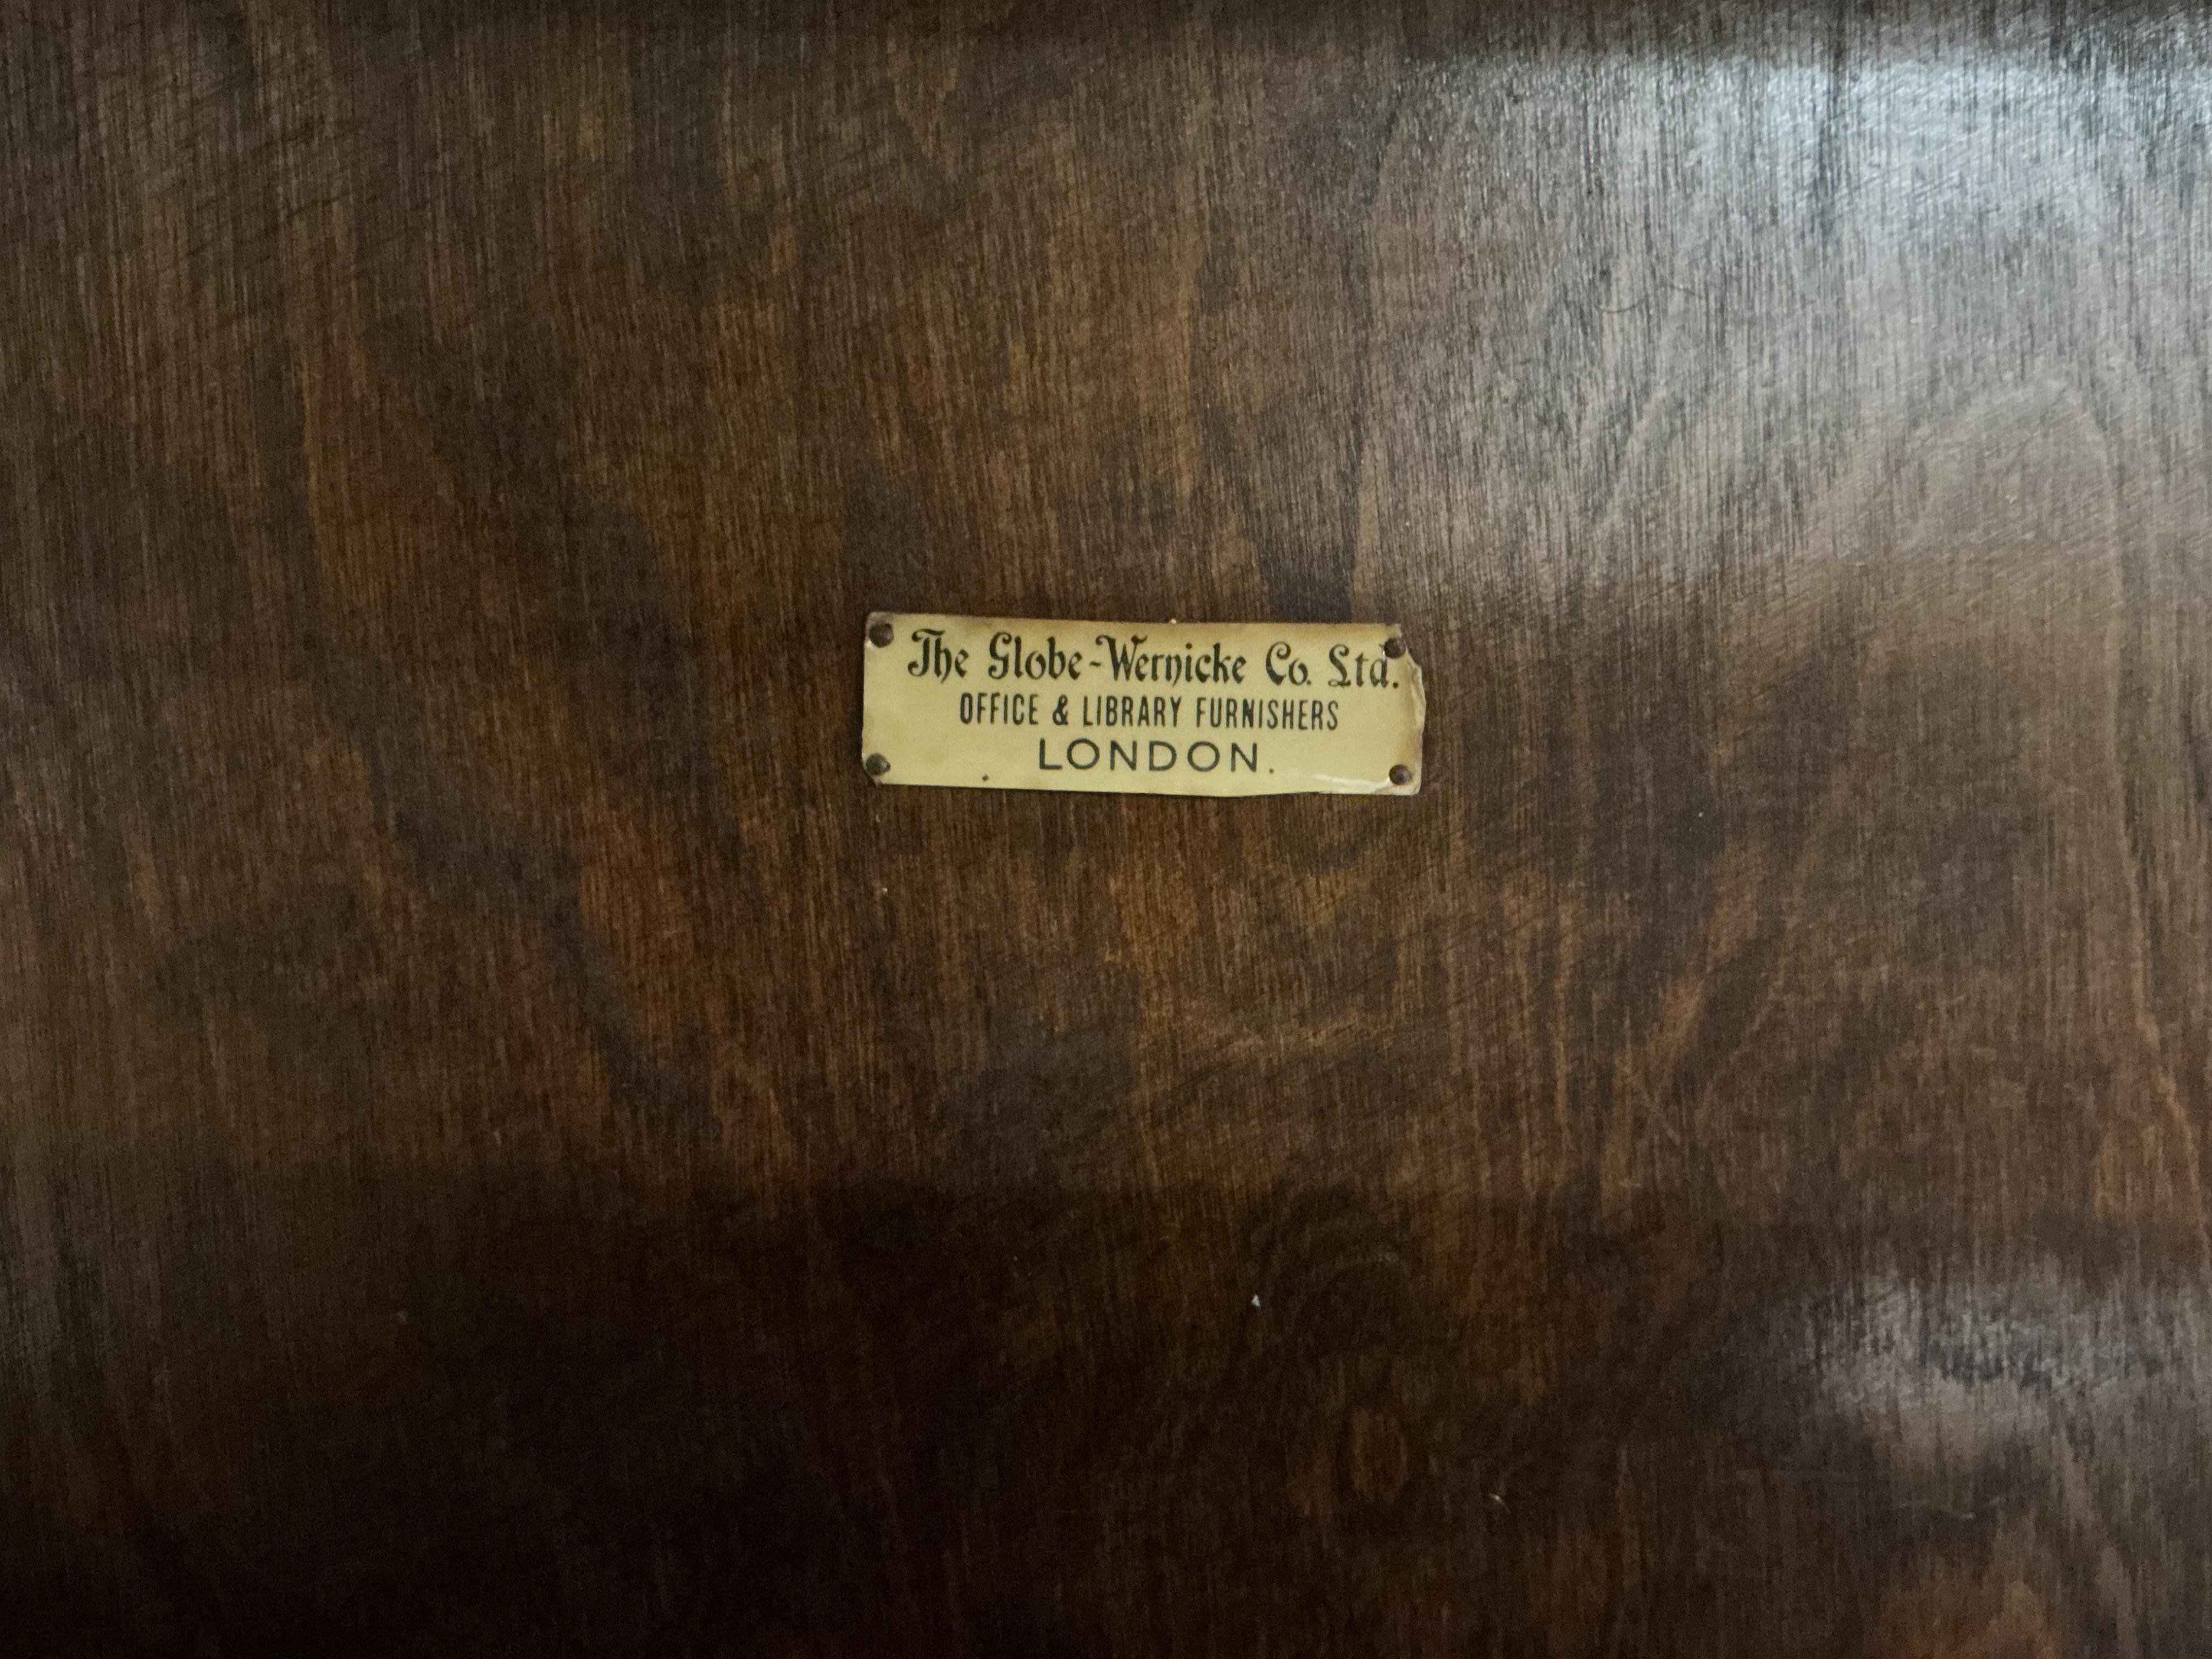 The Globe-Wernicke Co. Ltd.
OFFICE & LIBRARY FURNISHERS
LONDON.